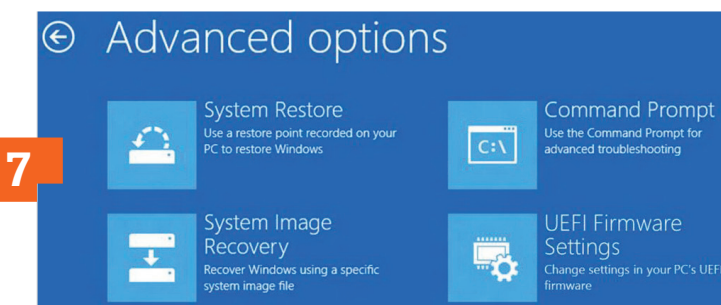 Advanced options
System Restore
Use a restore point recorded on your
PC to restore Windows
Command Prompt
Use the Command Prompt for
advanced troubleshooting
C:\
7
System Image
Recovery
Recover Windows using a specific
system image file
UEFI Firmware
Settings
Change settings in your PC's UEFI
firmware